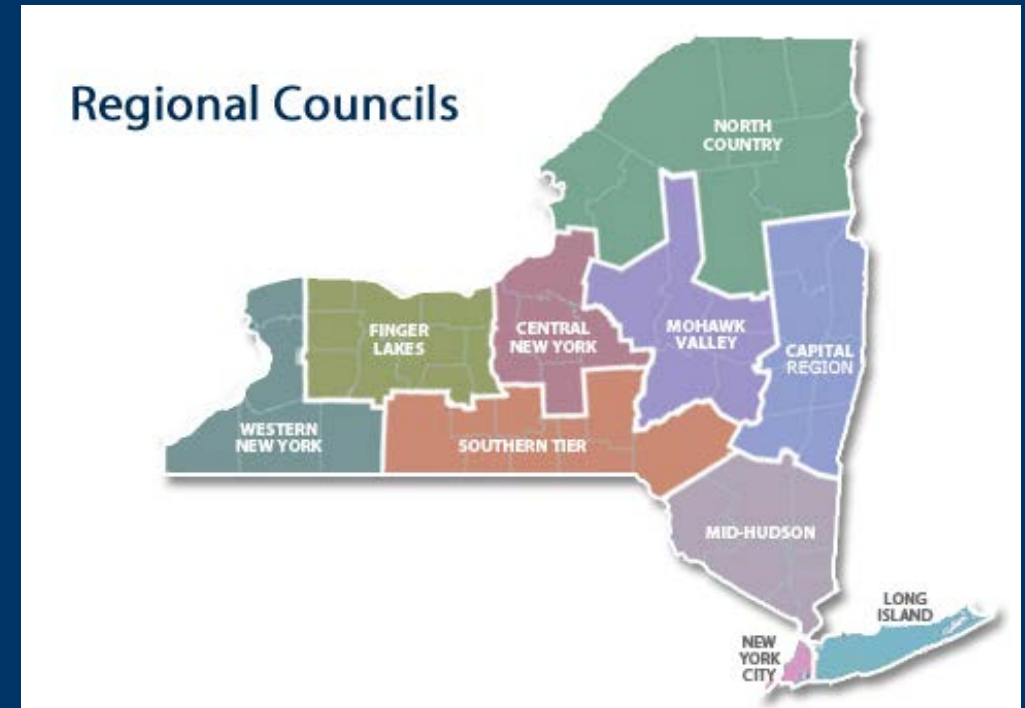 Regional Councils
NORTH
COUNTRY
FINGER
LAKES
CENTRAL
NEW YORK
MOHAWK
VALLEY
CAPITAL
REGION
WESTERN
NEW YORK
SOUTHERN TIER
MID-HUDSON
LONG
ISLAND
NEW
YORK
CITY